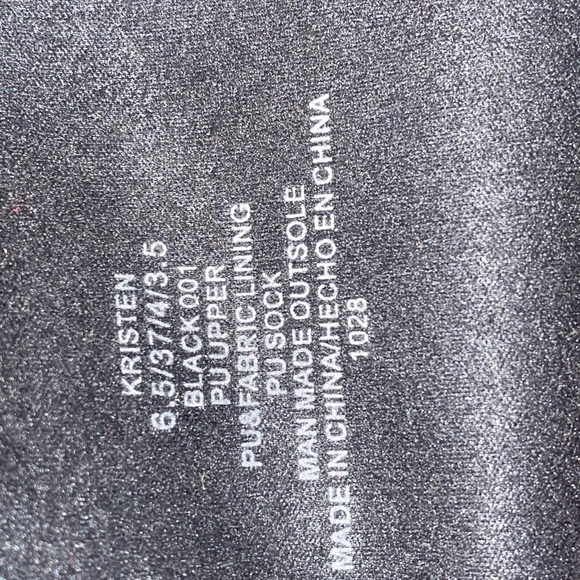 KRISTEN
6.5/37/4/3.5
BLACK 001
PU UPPER
PU&FABRIC LINING
PU SOCK
MAN MADE OUTSOLE
MADE IN CHINA/HECHO EN CHINA
1028